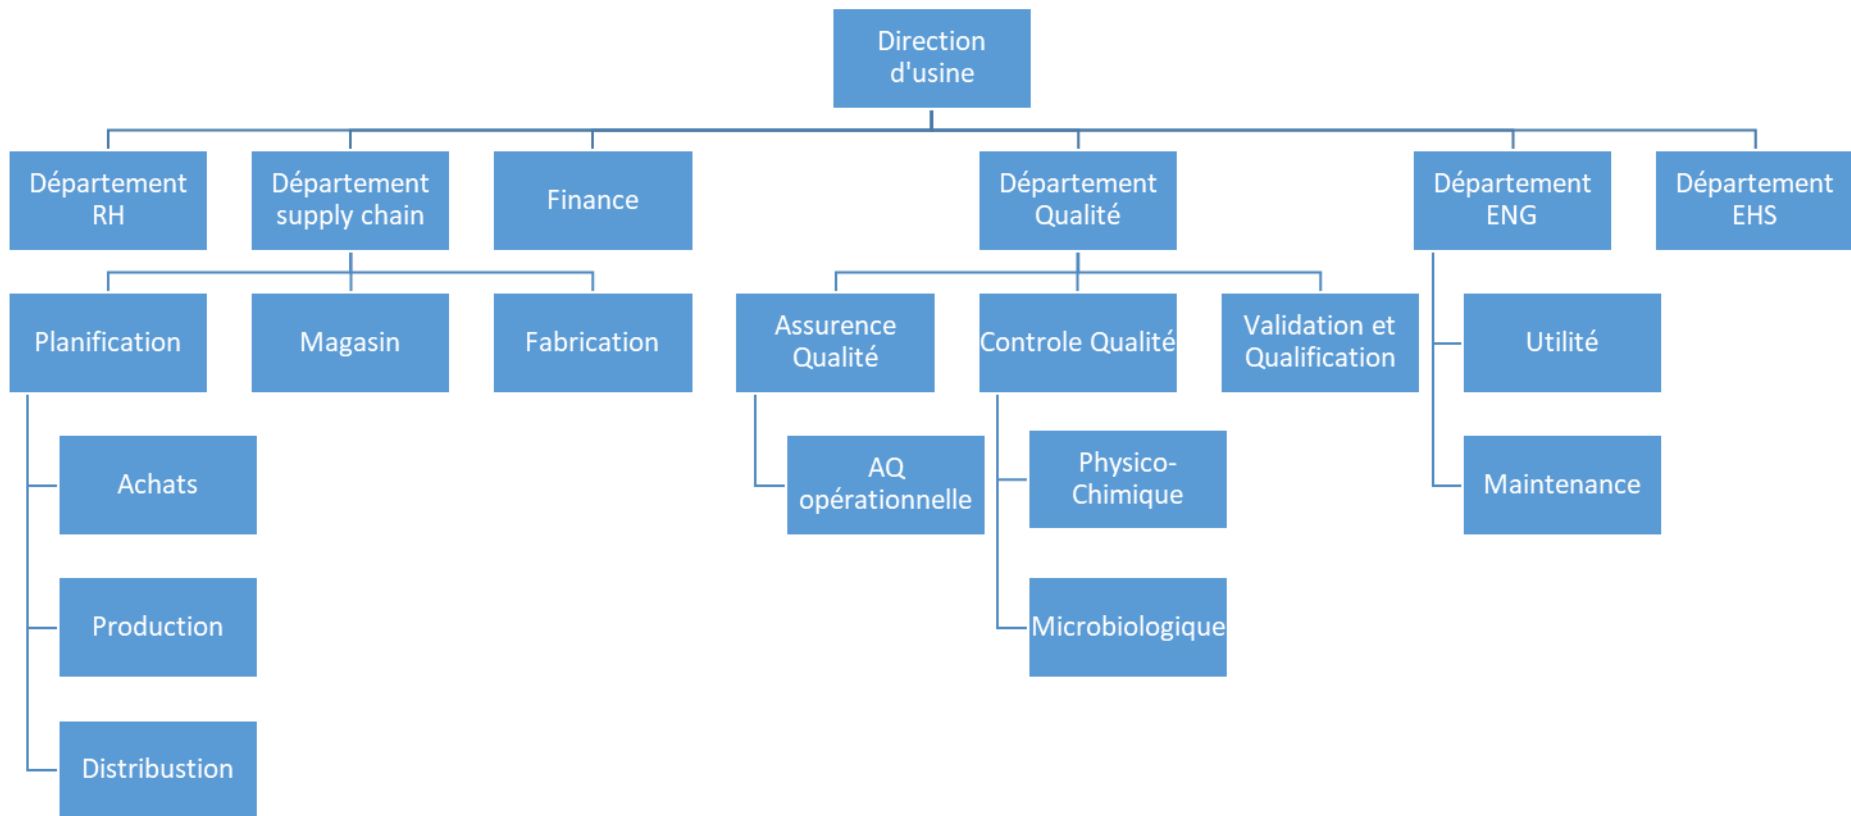 Direction
d'usine
Département
RH
Département
supply chain
Finance
Département
Qualité
Département
ENG
Département
EHS
Planification
Magasin
Fabrication
Assurence
Qualité
Controle Qualité
Validation et
Qualification
Utilité
Achats
AQ
opérationnelle
Physico-
Chimique
Maintenance
Production
Microbiologique
Distribustion